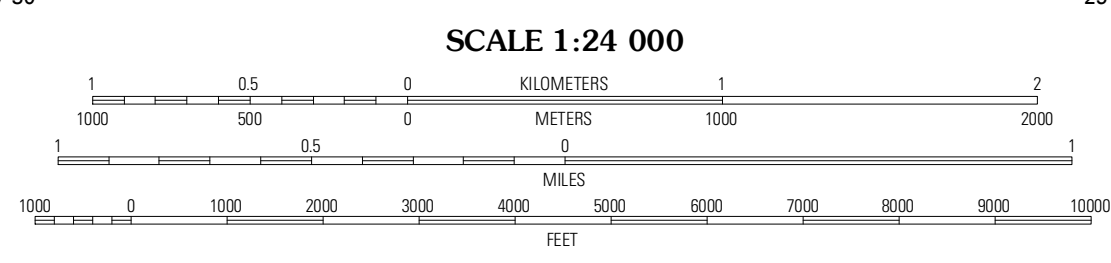 SCALE 1:24 000
1 0.5 0 KILOMETERS 1 2
1000 500 0 METERS 1000 2000
1 0.5 0 1
MILES
1000 0 1000 2000 3000 4000 5000 6000 7000 8000 9000 10000
FEET